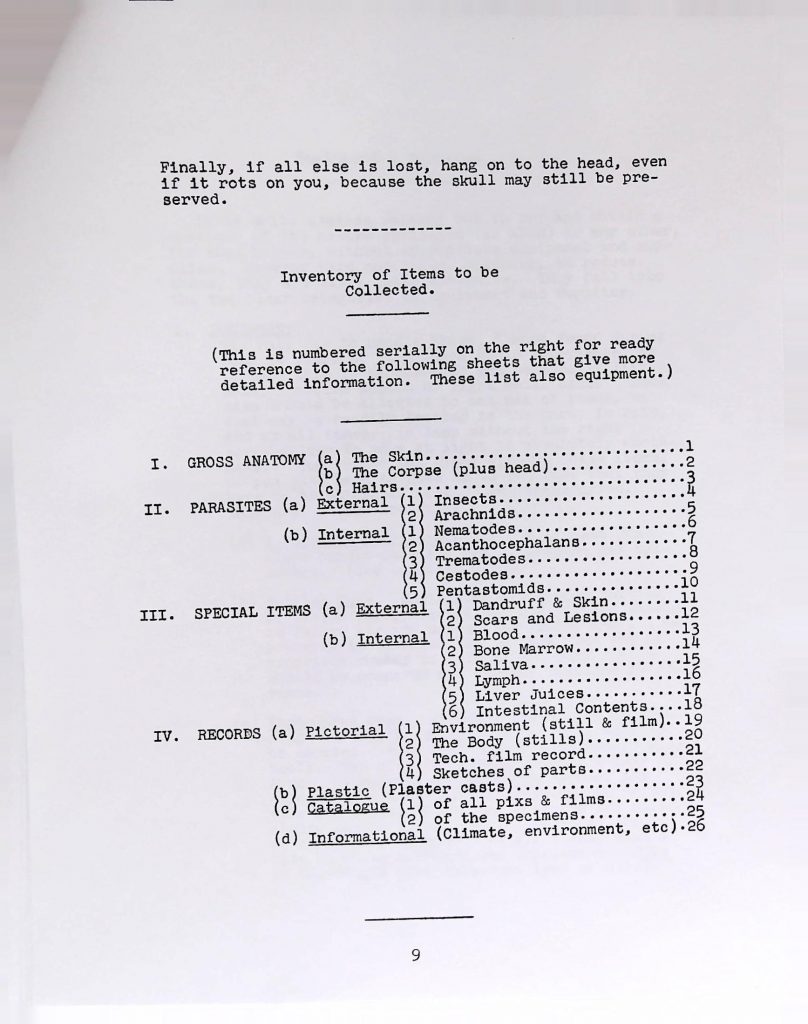 Finally, if all else is lost, hang on to the head, even
if it rots on you, because the skull may still be pre-
served.
-------------
Inventory of Items to be
Collected.
(This is numbered serially on the right for ready
reference to the following sheets that give more
detailed information.  These list also equipment.)
I.  GROSS ANATOMY (a) The Skin..............................1
(b) The Corpse (plus head)...............2
(c) Hairs.................................3
II.  PARASITES (a) External (1) Insects.....................4
(2) Arachnids...................5
(b) Internal (1) Nematodes...................6
(2) Acanthocephalans............7
(3) Trematodes..................8
(4) Cestodes....................9
(5) Pentastomids...............10
III.  SPECIAL ITEMS (a) External (1) Dandruff & Skin........11
(2) Scars and Lesions......12
(b) Internal (1) Blood..................13
(2) Bone Marrow............14
(3) Saliva.................15
(4) Lymph..................16
(5) Liver Juices...........17
(6) Intestinal Contents....18
IV.  RECORDS (a) Pictorial (1) Environment (still & film)..19
(2) The Body (stills)...........20
(3) Tech. film record...........21
(4) Sketches of parts...........22
(b) Plastic (Plaster casts)....................23
(c) Catalogue (1) of all pixs & films.........24
(2) of the specimens............25
(d) Informational (Climate, environment, etc).26
9